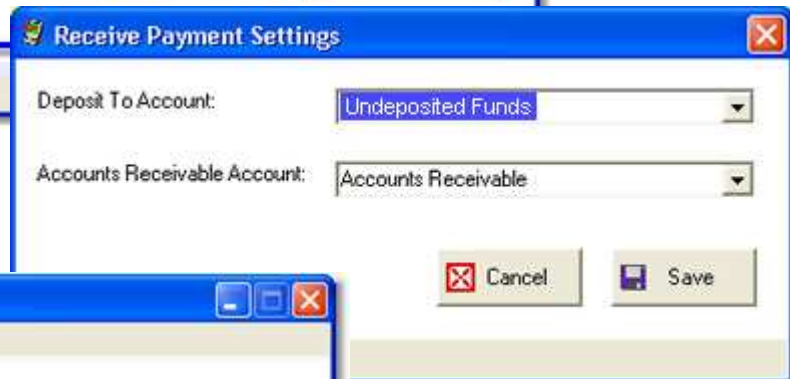 Receive Payment Settings
Deposit To Account: Undeposited Funds
Accounts Receivable Account: Accounts Receivable
Cancel Save